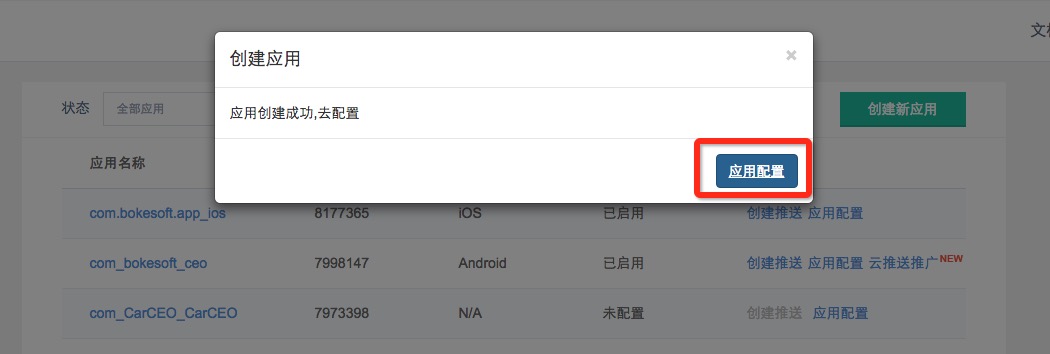 文档
创建应用 ×
状态 全部应用 应用创建成功,去配置 创建新应用
应用名称
应用配置
com.bokesoft.app_ios 8177365 iOS 已启用 创建推送 应用配置
com_bokesoft_ceo 7998147 Android 已启用 创建推送 应用配置 云推送推广 NEW
com_CarCEO_CarCEO 7973398 N/A 未配置 创建推送 应用配置